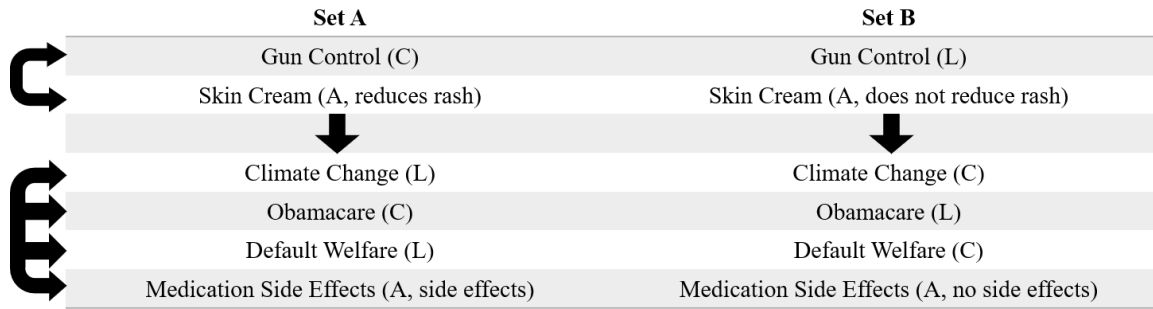 Set A Set B
Gun Control (C) Gun Control (L)
Skin Cream (A, reduces rash) Skin Cream (A, does not reduce rash)
Climate Change (L) Climate Change (C)
Obamacare (C) Obamacare (L)
Default Welfare (L) Default Welfare (C)
Medication Side Effects (A, side effects) Medication Side Effects (A, no side effects)